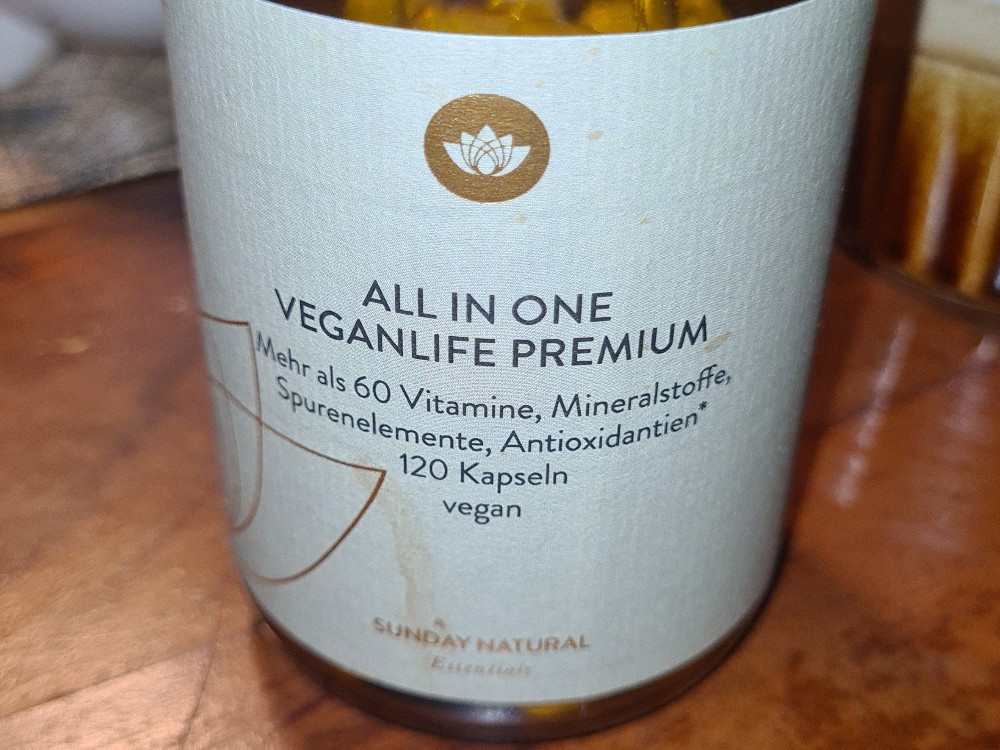 ALL IN ONE
VEGANLIFE PREMIUM
Mehr als 60 Vitamine, Mineralstoffe,
Spurenelemente, Antioxidantien*
120 Kapseln
vegan
SUNDAY NATURAL
Essentials